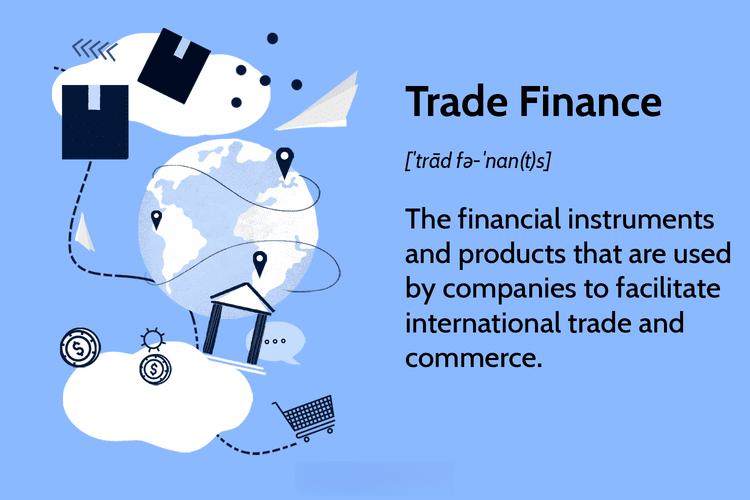 Trade Finance
[ˈtrād fə-ˈnan(t)s]
The financial instruments
and products that are used
by companies to facilitate
international trade and
commerce.
$
$